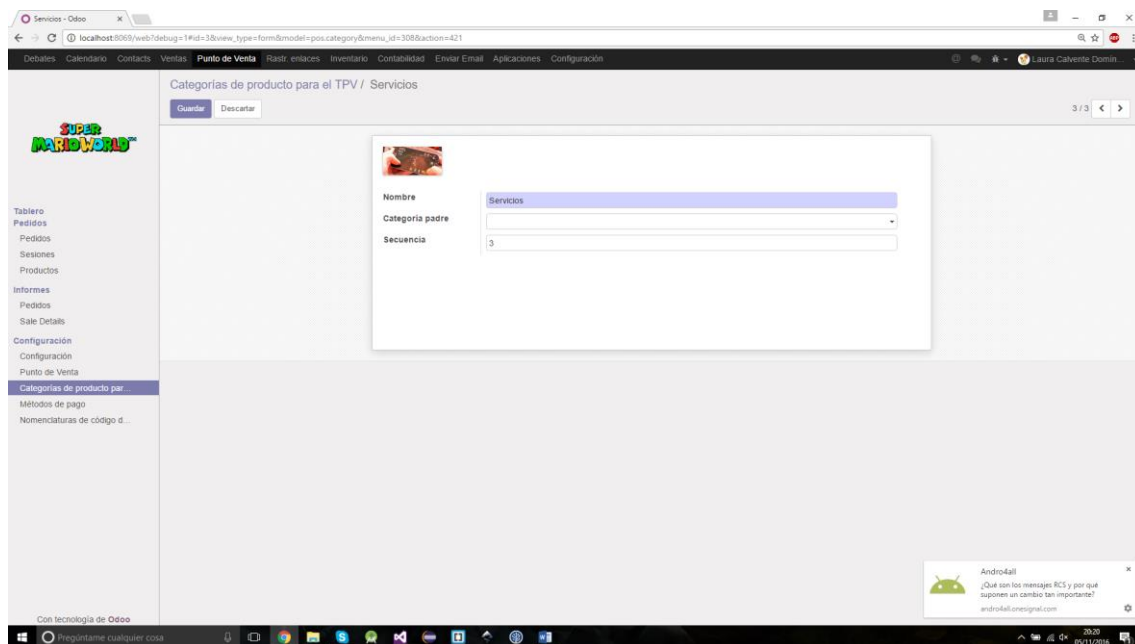 Servicios - Odoo
localhost:8069/web?debug=1#id=3&view_type=form&model=pos.category&menu_id=308&action=421
Debates Calendario Contacts Ventas Punto de Venta Rastr. enlaces Inventario Contabilidad Enviar Email Aplicaciones Configuración
Laura Calvente Domin...
Categorías de producto para el TPV / Servicios
Guardar Descartar
3 / 3
SUPER
MARIO WORLD™
Nombre Servicios
Categoría padre
Secuencia 3
Tablero
Pedidos
Pedidos
Sesiones
Productos
Informes
Pedidos
Sale Details
Configuración
Configuración
Punto de Venta
Categorías de producto par...
Métodos de pago
Nomenclaturas de código d...
Con tecnología de Odoo
Andro4all
¿Qué son los mensajes RCS y por qué
suponen un cambio tan importante?
andro4all.onesignal.com
Pregúntame cualquier cosa
20:20
05/11/2016